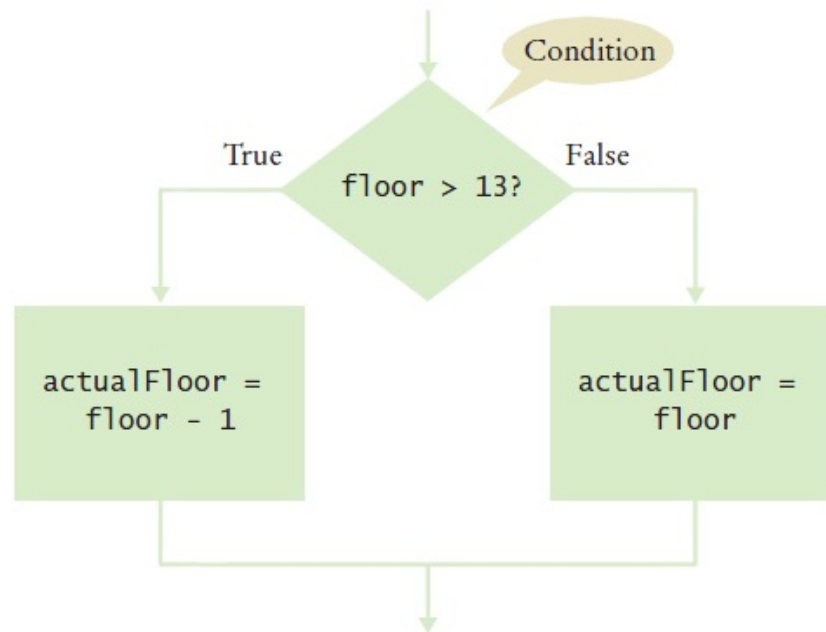 Condition
True
False
floor > 13?
actualFloor =
floor - 1
actualFloor =
floor